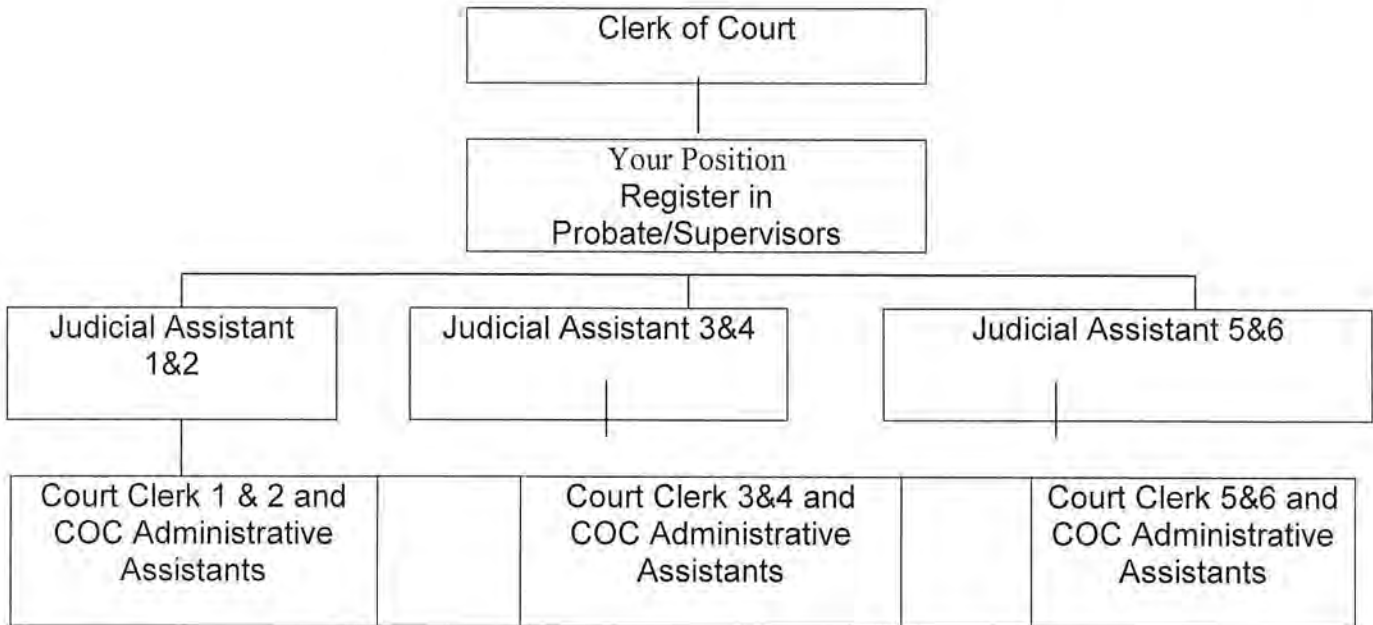 Clerk of Court
Your Position
Register in
Probate/Supervisors
Judicial Assistant
1&2
Judicial Assistant 3&4
Judicial Assistant 5&6
Court Clerk 1 & 2 and
COC Administrative
Assistants
Court Clerk 3&4 and
COC Administrative
Assistants
Court Clerk 5&6 and
COC Administrative
Assistants